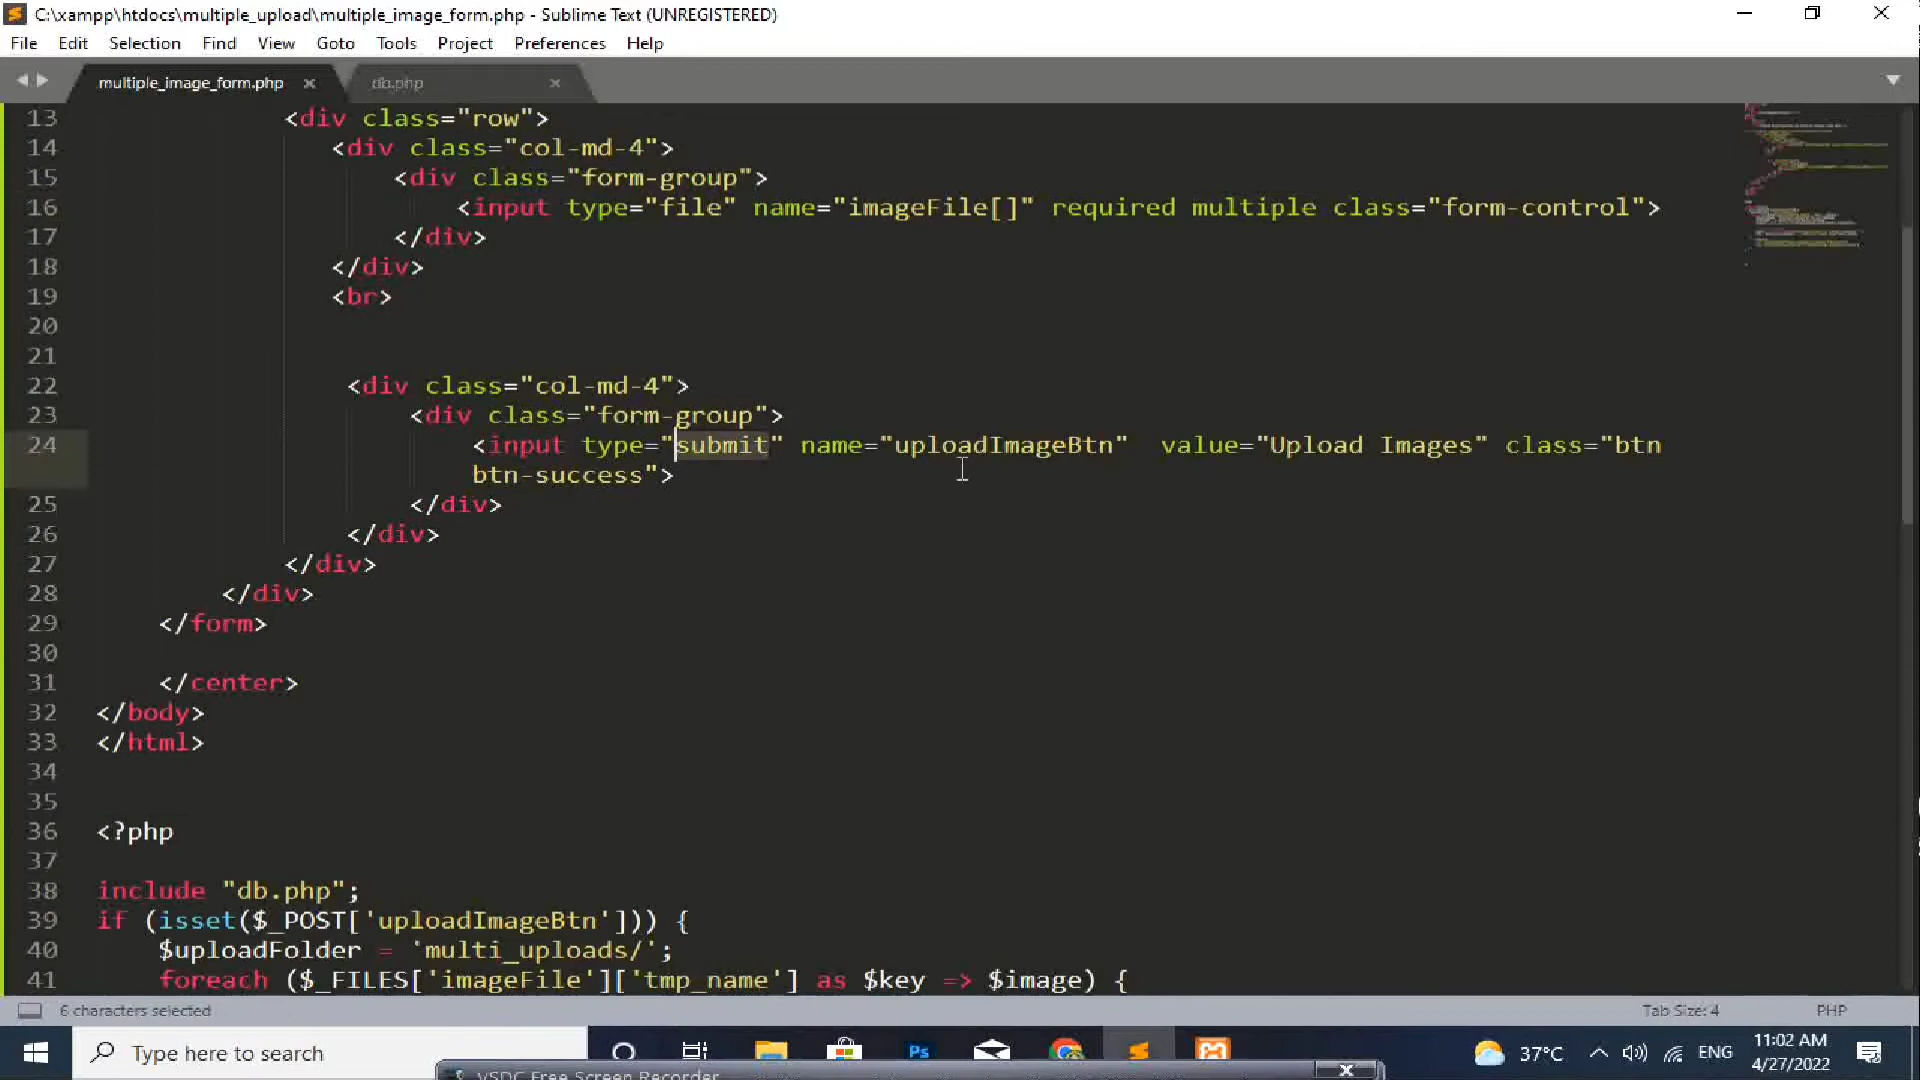 C:\xampp\htdocs\multiple_upload\multiple_image_form.php - Sublime Text (UNREGISTERED)
File Edit Selection Find View Goto Tools Project Preferences Help
multiple_image_form.php db.php
13 <div class="row">
14 <div class="col-md-4">
15 <div class="form-group">
16 <input type="file" name="imageFile[]" required multiple class="form-control">
17 </div>
18 </div>
19 <br>
20
21
22 <div class="col-md-4">
23 <div class="form-group">
24 <input type="submit" name="uploadImageBtn"  value="Upload Images" class="btn
btn-success">
25 </div>
26 </div>
27 </div>
28 </div>
29 </form>
30
31 </center>
32 </body>
33 </html>
34
35
36 <?php
37
38 include "db.php";
39 if (isset($_POST['uploadImageBtn'])) {
40 $uploadFolder = 'multi_uploads/';
41 foreach ($_FILES['imageFile']['tmp_name'] as $key => $image) {
6 characters selected Tab Size: 4 PHP
Type here to search Ps 37°C ENG 11:02 AM
4/27/2022
VSDC Free Screen Recorder